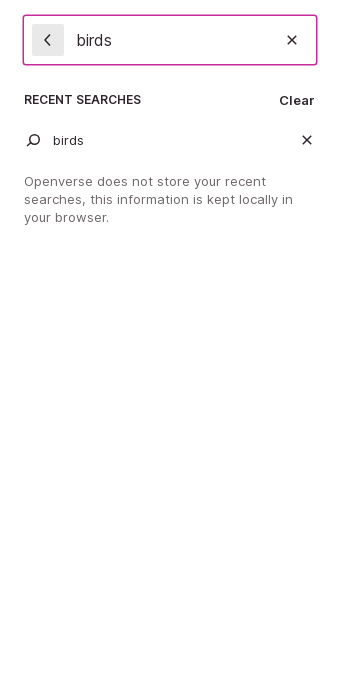 birds
RECENT SEARCHES Clear
birds
Openverse does not store your recent
searches, this information is kept locally in
your browser.